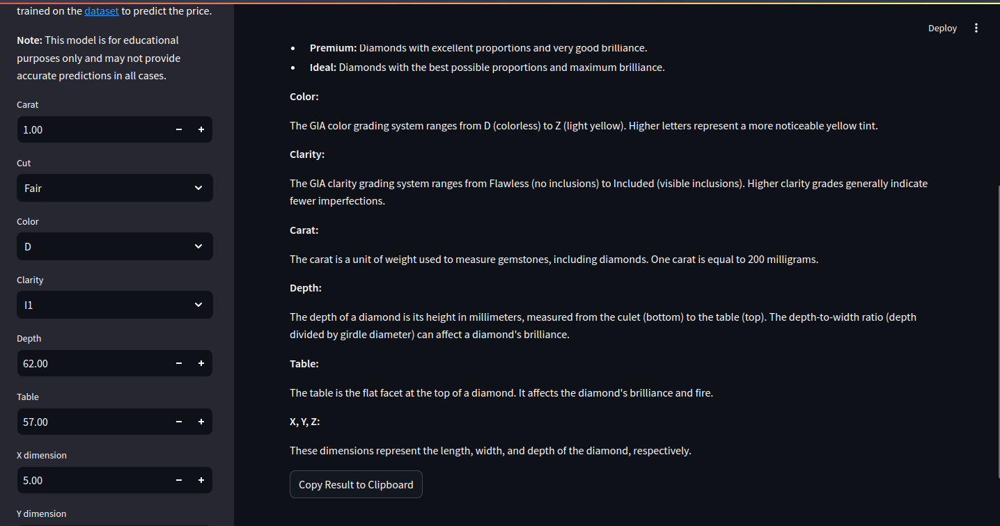 trained on the dataset to predict the price.
Note: This model is for educational
purposes only and may not provide
accurate predictions in all cases.
Carat
1.00
Cut
Fair
Color
D
Clarity
I1
Depth
62.00
Table
57.00
X dimension
5.00
Y dimension
Deploy
Premium: Diamonds with excellent proportions and very good brilliance.
Ideal: Diamonds with the best possible proportions and maximum brilliance.
Color:
The GIA color grading system ranges from D (colorless) to Z (light yellow). Higher letters represent a more noticeable yellow tint.
Clarity:
The GIA clarity grading system ranges from Flawless (no inclusions) to Included (visible inclusions). Higher clarity grades generally indicate
fewer imperfections.
Carat:
The carat is a unit of weight used to measure gemstones, including diamonds. One carat is equal to 200 milligrams.
Depth:
The depth of a diamond is its height in millimeters, measured from the culet (bottom) to the table (top). The depth-to-width ratio (depth
divided by girdle diameter) can affect a diamond's brilliance.
Table:
The table is the flat facet at the top of a diamond. It affects the diamond's brilliance and fire.
X, Y, Z:
These dimensions represent the length, width, and depth of the diamond, respectively.
Copy Result to Clipboard